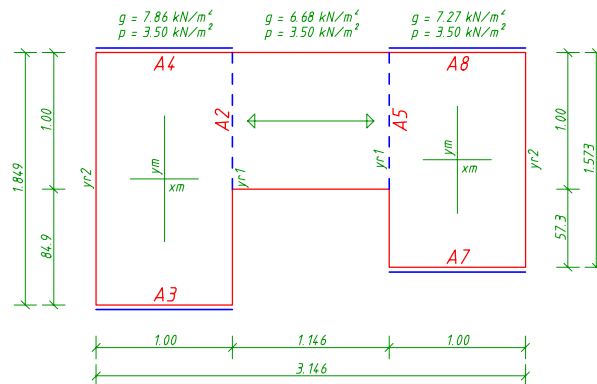 g = 7.86 kN/m² g = 6.68 kN/m² g = 7.27 kN/m²
p = 3.50 kN/m² p = 3.50 kN/m² p = 3.50 kN/m²
A4 A8
1.00 A2 A5 1.00
ym ym
xm yr1 xm yr2
yr2 yr1
1.849 1.573
84.9 57.3
A7
A3
1.00 1.146 1.00
3.146